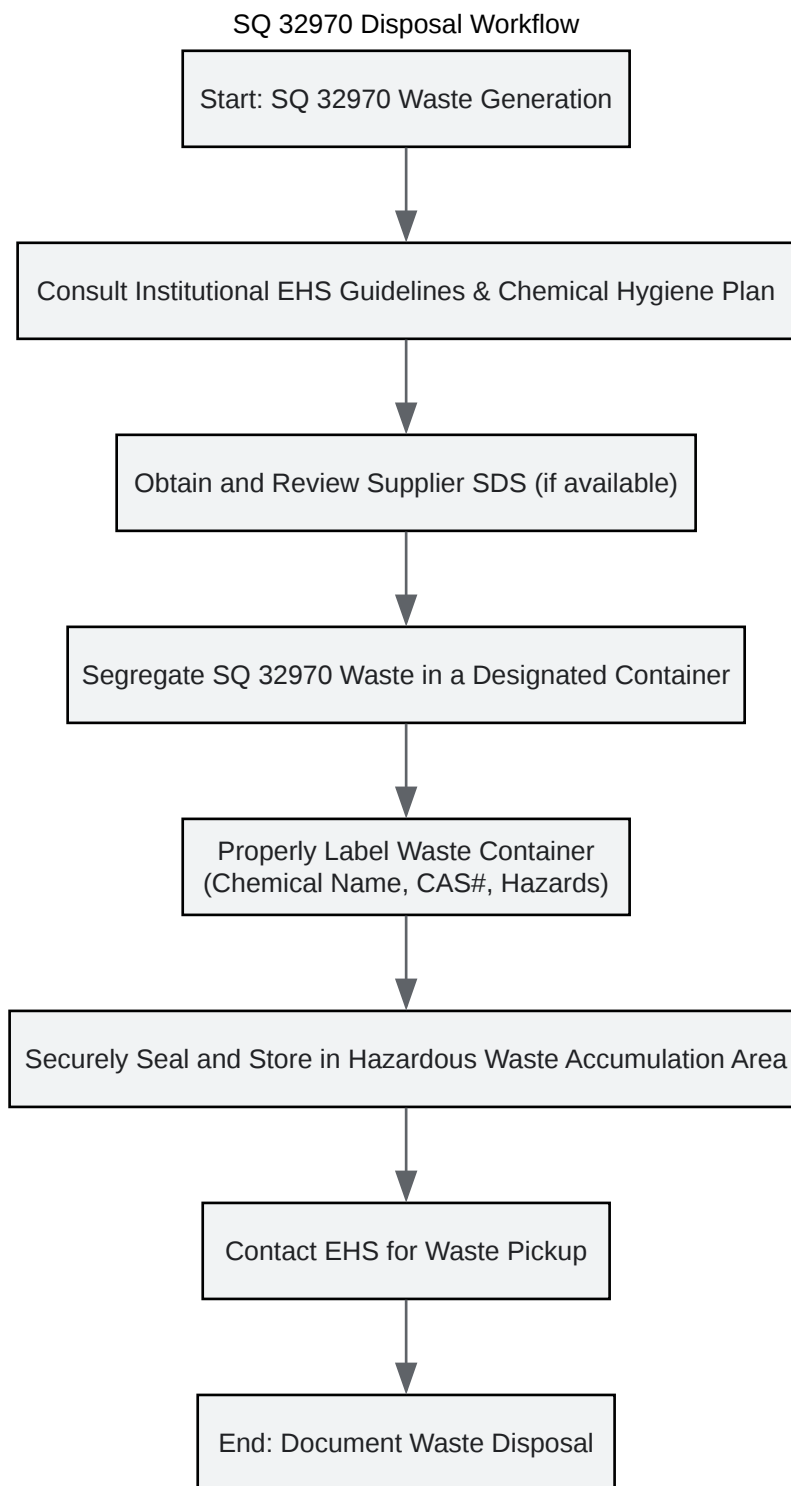 SQ 32970 Disposal Workflow
Start: SQ 32970 Waste Generation
Consult Institutional EHS Guidelines & Chemical Hygiene Plan
Obtain and Review Supplier SDS (if available)
Segregate SQ 32970 Waste in a Designated Container
Properly Label Waste Container
(Chemical Name, CAS#, Hazards)
Securely Seal and Store in Hazardous Waste Accumulation Area
Contact EHS for Waste Pickup
End: Document Waste Disposal